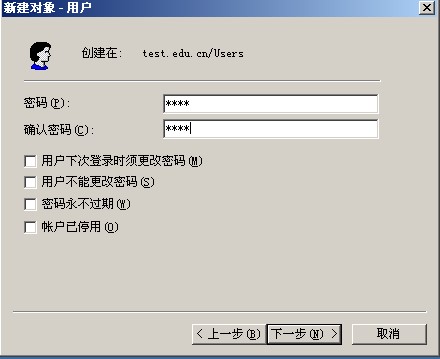 新建对象 - 用户
创建在: test.edu.cn/Users
密码(P): ****
确认密码(C): ****
用户下次登录时须更改密码(M)
用户不能更改密码(S)
密码永不过期(W)
帐户已停用(O)
< 上一步(B) 下一步(N) > 取消